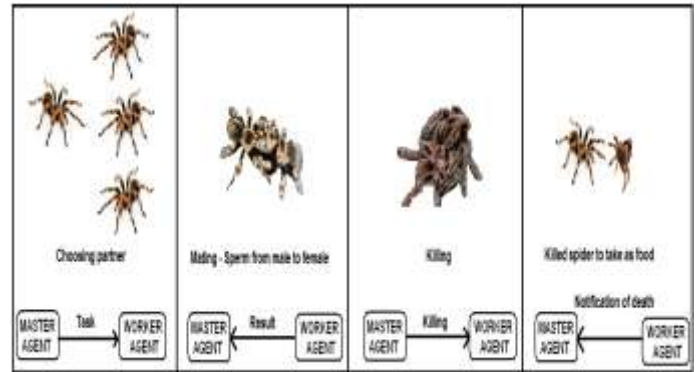 Choosing partner
Task
MASTER
AGENT
WORKER
AGENT
Mating - Sperm from male to female
Result
MASTER
AGENT
WORKER
AGENT
Killing
Killing
MASTER
AGENT
WORKER
AGENT
Killed spider to take as food
Notification of death
MASTER
AGENT
WORKER
AGENT